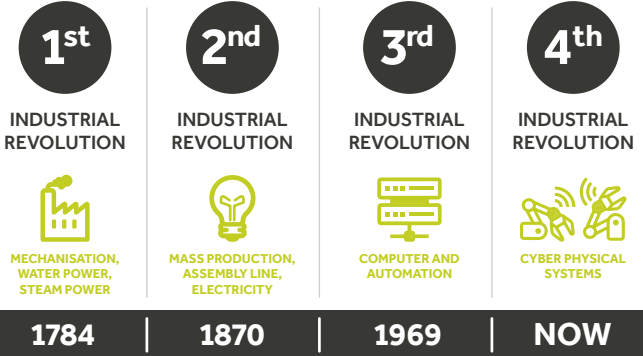 1st
INDUSTRIAL
REVOLUTION
MECHANISATION,
WATER POWER,
STEAM POWER
1784
2nd
INDUSTRIAL
REVOLUTION
MASS PRODUCTION,
ASSEMBLY LINE,
ELECTRICITY
1870
3rd
INDUSTRIAL
REVOLUTION
COMPUTER AND
AUTOMATION
1969
4th
INDUSTRIAL
REVOLUTION
CYBER PHYSICAL
SYSTEMS
NOW